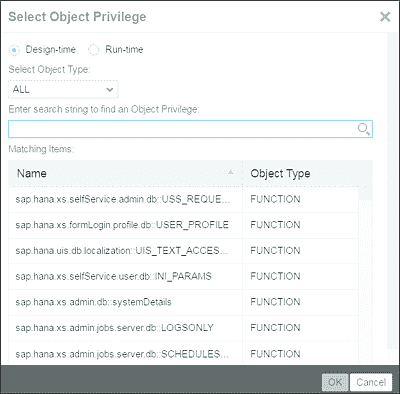 Select Object Privilege
Design-time Run-time
Select Object Type:
ALL
Enter search string to find an Object Privilege:
Matching Items:
Name Object Type
sap.hana.xs.selfService.admin.db::USS_REQUE... FUNCTION
sap.hana.xs.formLogin.profile.db::USER_PROFILE FUNCTION
sap.hana.uis.db.localization::UIS_TEXT_ACCES... FUNCTION
sap.hana.xs.selfService.user.db::INI_PARAMS FUNCTION
sap.hana.xs.admin.db::systemDetails FUNCTION
sap.hana.xs.admin.jobs.server.db::LOGSONLY FUNCTION
sap.hana.xs.admin.jobs.server.db::SCHEDULES... FUNCTION
OK Cancel